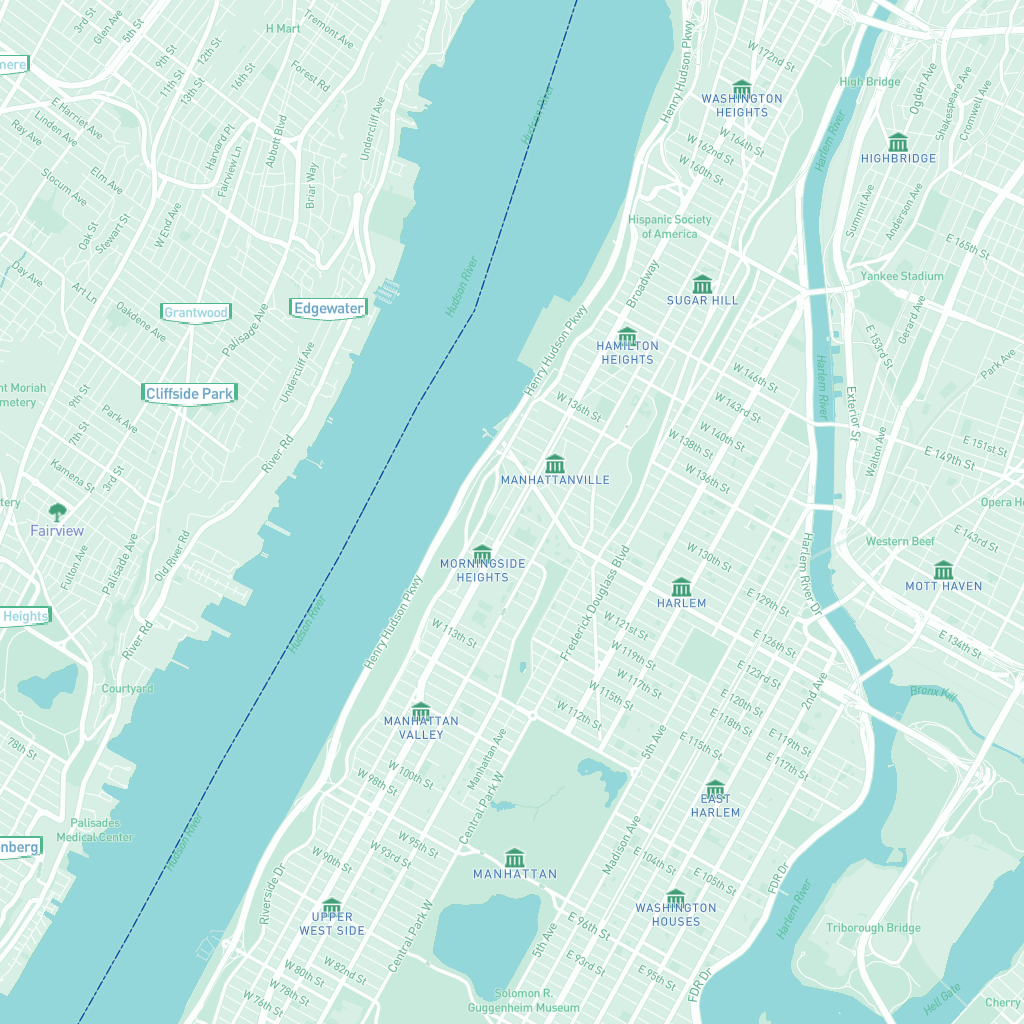 3rd St
Glen Ave
5th St
H Mart
Tremont Ave
9th St
12th St
11th St
13th St
16th St
Forest Rd
E Harriet Ave
Linden Ave
Ray Ave
Harvard Pl
Fairview Ln
Abbott Blvd
Undercliff Ave
Briar Way
Slocum Ave
Elm Ave
Oak St
Stewart St
W End Ave
Day Ave
Art Ln
Oakdene Ave
Palisade Ave
Grantwood
Edgewater
Undercliff Ave
Cliffside Park
9th St
7th St
Park Ave
3rd St
Kamena St
River Rd
Fairview
Fulton Ave
Palisade Ave
Old River Rd
Heights
River Rd
Courtyard
78th St
Palisades
Medical Center
Hudson River
Hudson River
Hudson River
Hudson River
Henry Hudson Pkwy
W 172nd St
WASHINGTON
HEIGHTS
W 164th St
W 162nd St
W 160th St
High Bridge
Harlem River
Ogden Ave
Shakespeare Ave
Cromwell Ave
HIGHBRIDGE
Summit Ave
Anderson Ave
E 165th St
Hispanic Society
of America
Yankee Stadium
Broadway
SUGAR HILL
Henry Hudson Pkwy
HAMILTON
HEIGHTS
E 153rd St
Gerard Ave
Park Ave
Harlem River
Exterior St
W 146th St
W 143rd St
W 140th St
W 136th St
W 138th St
W 136th St
Walton Ave
E 151st St
E 149th St
MANHATTANVILLE
Western Beef
E 143rd St
MORNINGSIDE
HEIGHTS
W 130th St
Harlem River Dr
MOTT HAVEN
HARLEM
E 129th St
Frederick Douglass Blvd
Henry Hudson Pkwy
W 113th St
W 121st St
W 119th St
W 117th St
W 115th St
W 112th St
E 126th St
E 123rd St
E 134th St
2nd Ave
E 120th St
E 118th St
E 119th St
E 117th St
E 115th St
5th Ave
Bronx Kill
MANHATTAN
VALLEY
Manhattan Ave
Central Park W
W 100th St
W 98th St
EAST
HARLEM
W 95th St
W 93rd St
W 90th St
Madison Ave
E 104th St
E 105th St
FDR Dr
MANHATTAN
WASHINGTON
HOUSES
Harlem River
Triborough Bridge
Riverside Dr
UPPER
WEST SIDE
Central Park W
W 82nd St
W 80th St
W 78th St
W 76th St
5th Ave
E 96th St
E 93rd St
E 95th St
FDR Dr
Solomon R.
Guggenheim Museum
Hell Gate
Cherry